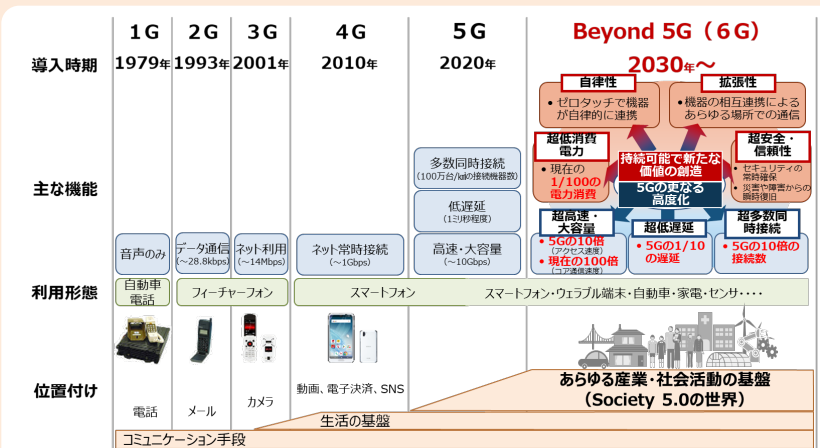 1G 2G 3G 4G 5G Beyond 5G（6G）
導入時期 1979年 1993年 2001年 2010年 2020年 2030年～
自律性
・ゼロタッチで機器
が自律的に連携
拡張性
・機器の相互連携による
あらゆる場所での通信
主な機能
音声のみ
データ通信
(～28.8kbps)
ネット利用
(～14Mbps)
ネット常時接続
(～1Gbps)
多数同時接続
(100万台/㎢の接続機器数)
低遅延
(1ミリ秒程度)
高速・大容量
(～10Gbps)
超低消費
電力
・現在の
1/100の
電力消費
持続可能で新たな
価値の創造
5Gの更なる
高度化
超安全・
信頼性
・セキュリティの
常時確保
・災害や障害からの
瞬時復旧
超高速・
大容量
・5Gの10倍
(アクセス速度)
・現在の100倍
(コア通信速度)
超低遅延
・5Gの1/10
の遅延
超多数同
時接続
・5Gの10倍の
接続数
利用形態
自動車
電話
フィーチャーフォン
スマートフォン
スマートフォン・ウェラブル端末・自動車・家電・センサ・・・・
位置付け
電話
メール
カメラ
動画、電子決済、SNS
あらゆる産業・社会活動の基盤
（Society 5.0の世界）
生活の基盤
コミュニケーション手段